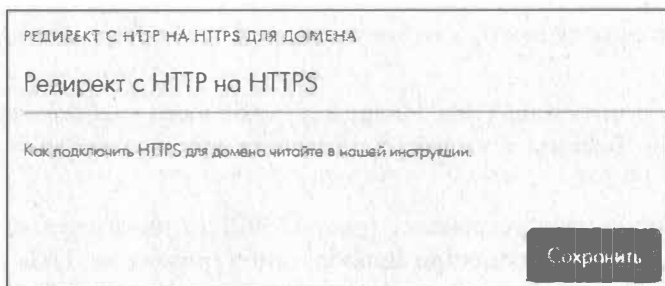 РЕДИРЕКТ С HTTP НА HTTPS ДЛЯ ДОМЕНА
Редирект с HTTP на HTTPS
Как подключить HTTPS для домена читайте в нашей инструкции.
Сохранить